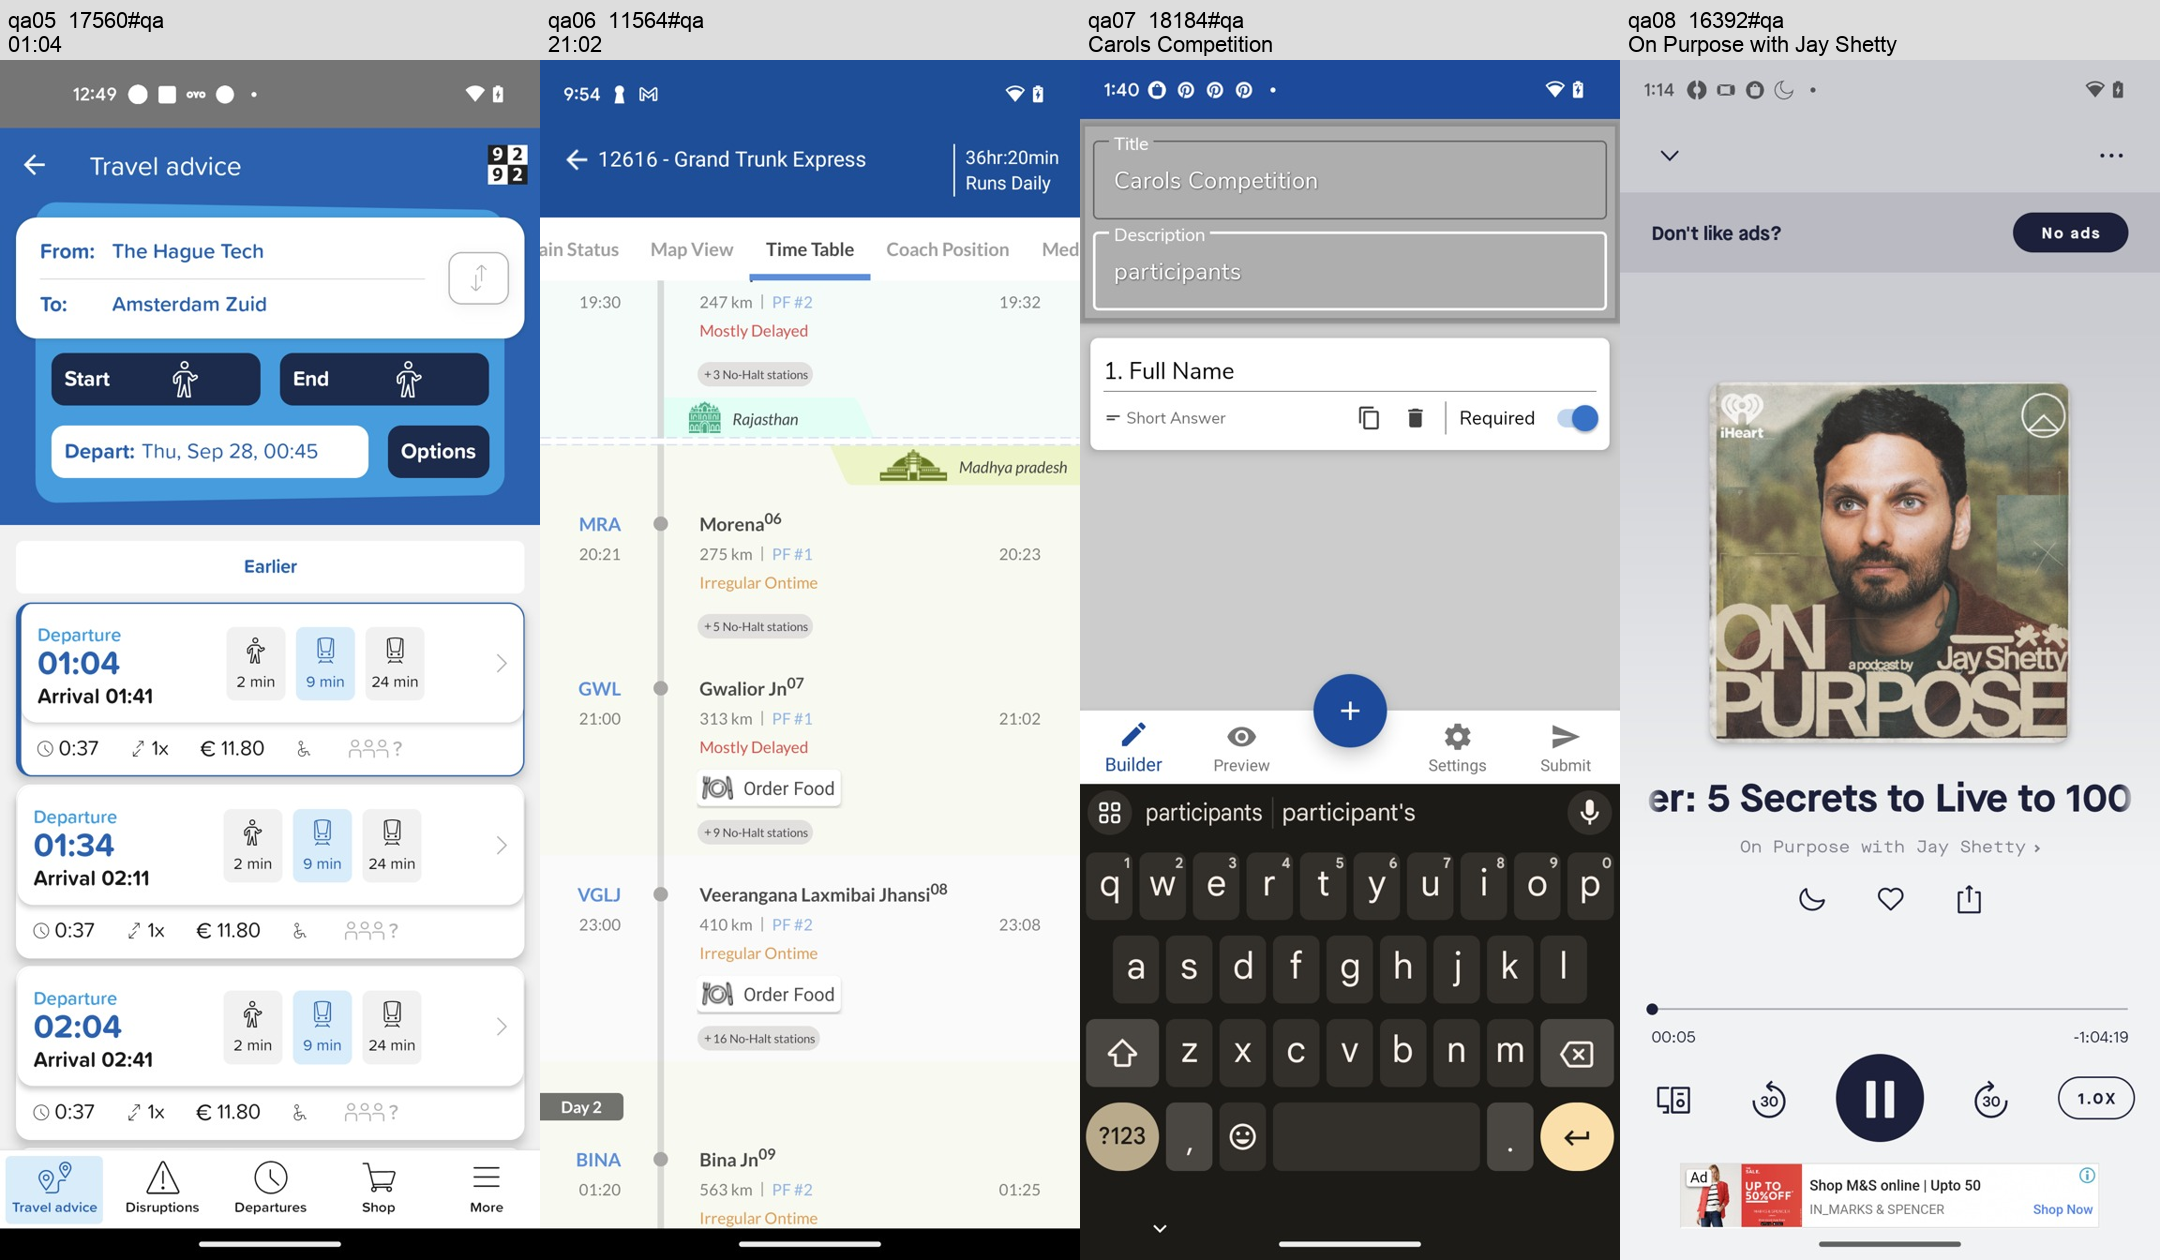 qa05 17560#qa
01:04
12:49
Travel advice
92
92
From: The Hague Tech
To: Amsterdam Zuid
Start
End
Depart: Thu, Sep 28, 00:45
Options
Earlier
Departure
01:04
Arrival 01:41
2 min
9 min
24 min
0:37
1x
€ 11.80
?
Departure
01:34
Arrival 02:11
2 min
9 min
24 min
0:37
1x
€ 11.80
?
Departure
02:04
Arrival 02:41
2 min
9 min
24 min
0:37
1x
€ 11.80
?
Travel advice
Disruptions
Departures
Shop
More
qa06 11564#qa
21:02
9:54
12616 - Grand Trunk Express
36hr:20min
Runs Daily
ain Status
Map View
Time Table
Coach Position
Med
19:30
247 km | PF #2
19:32
Mostly Delayed
+3 No-Halt stations
Rajasthan
Madhya pradesh
MRA
Morena06
20:21
275 km | PF #1
20:23
Irregular Ontime
+5 No-Halt stations
GWL
Gwalior Jn07
21:00
313 km | PF #1
21:02
Mostly Delayed
Order Food
+9 No-Halt stations
VGLJ
Veerangana Laxmibai Jhansi08
23:00
410 km | PF #2
23:08
Irregular Ontime
Order Food
+16 No-Halt stations
Day 2
BINA
Bina Jn09
01:20
563 km | PF #2
01:25
Irregular Ontime
qa07 18184#qa
Carols Competition
1:40
Title
Carols Competition
Description
participants
1. Full Name
Short Answer
Required
+
Builder
Preview
Settings
Submit
participants
participant's
q1 w2 e3 r4 t5 y6 u7 i8 o9 p0
a s d f g h j k l
z x c v b n m
?123 , .
qa08 16392#qa
On Purpose with Jay Shetty
1:14
Don't like ads?
No ads
iHeart
ON
a podcast by Jay Shetty
PURPOSE
er: 5 Secrets to Live to 100
On Purpose with Jay Shetty
00:05
-1:04:19
30
30
1.0X
Ad
UP TO
50% OFF
Shop M&S online | Upto 50
IN_MARKS & SPENCER
Shop Now